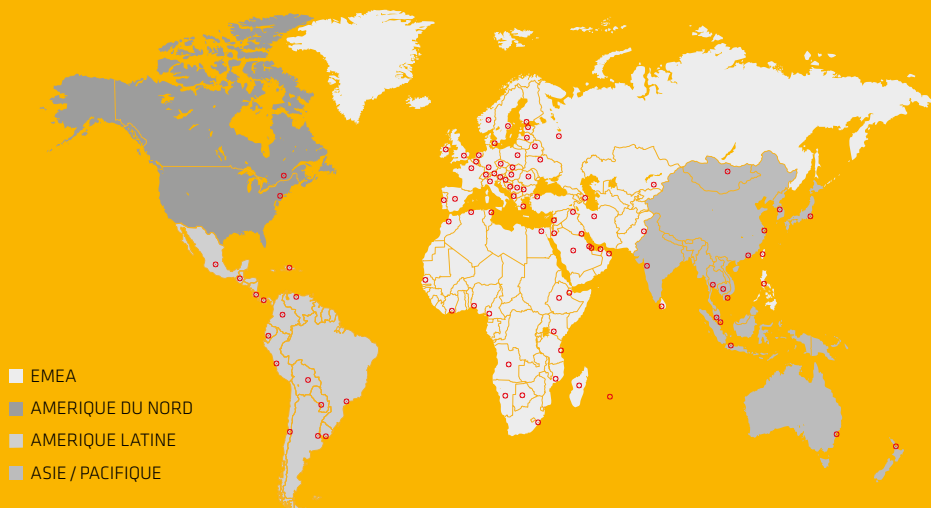 EMEA
AMERIQUE DU NORD
AMERIQUE LATINE
ASIE / PACIFIQUE